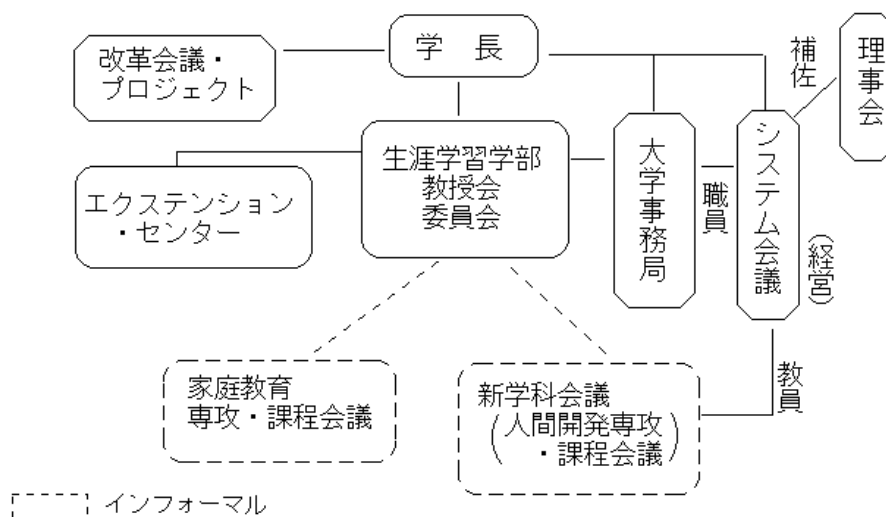 学 長
改革会議・
プロジェクト
補佐
理事会
生涯学習学部
教授会
委員会
エクステンション
・センター
大学事務局
職員
システム会議
(経営)
教員
家庭教育
専攻・課程会議
新学科会議
(人間開発専攻
・課程会議)
インフォーマル